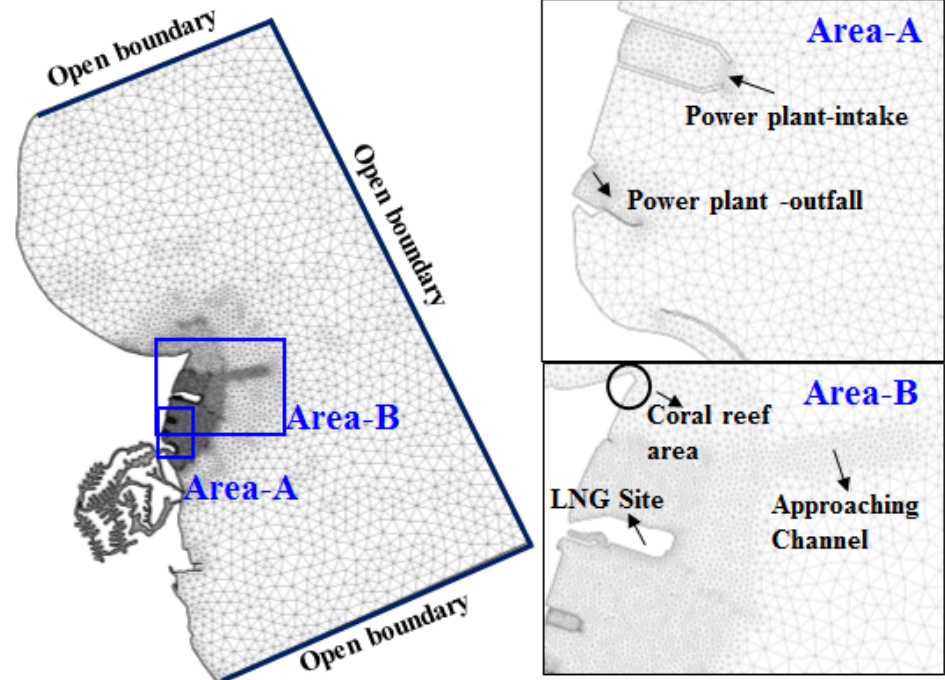 Open boundary
Open boundary
Open boundary
Area-B
Area-A
Area-A
Power plant-intake
Power plant -outfall
Area-B
Coral reef
area
LNG Site
Approaching
Channel